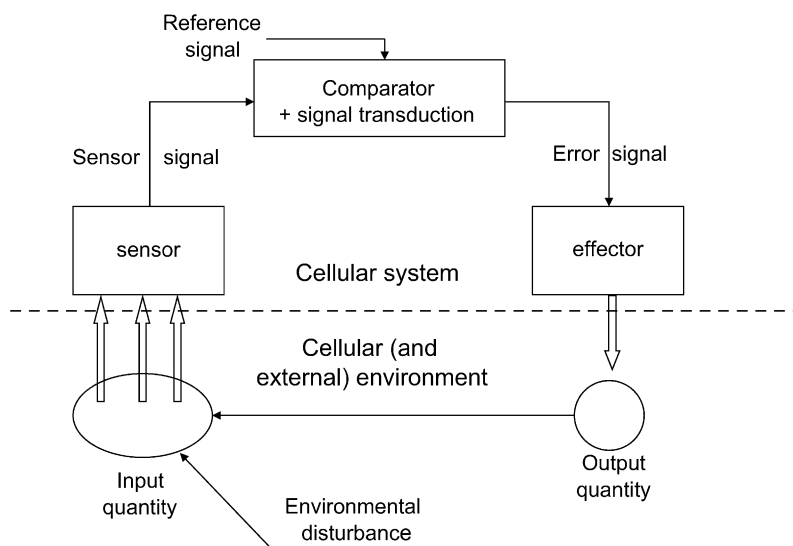 Reference
signal
Comparator
+ signal transduction
Sensor signal
Error signal
sensor
effector
Cellular system
Cellular (and
external) environment
Input
quantity
Output
quantity
Environmental
disturbance